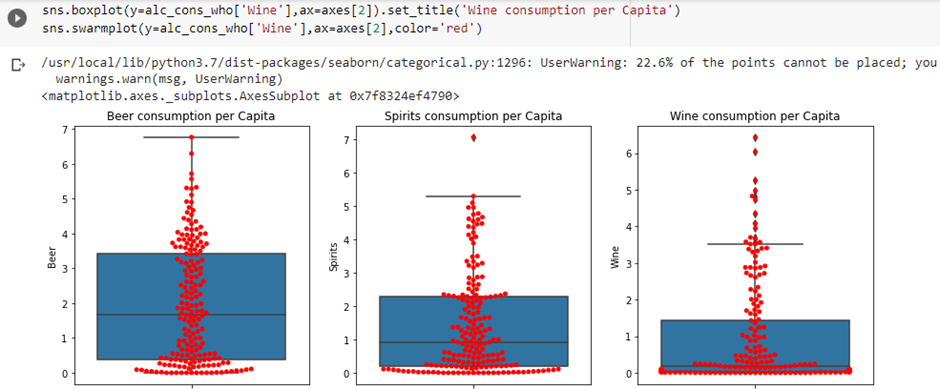 sns.boxplot(y=alc_cons_who['Wine'],ax=axes[2]).set_title('Wine consumption per Capita')
sns.swarmplot(y=alc_cons_who['Wine'],ax=axes[2],color='red')
/usr/local/lib/python3.7/dist-packages/seaborn/categorical.py:1296: UserWarning: 22.6% of the points cannot be placed; you
warnings.warn(msg, UserWarning)
<matplotlib.axes._subplots.AxesSubplot at 0x7f8324ef4790>
Beer consumption per Capita
7
6
5
4
3
2
1
0
Beer
Spirits consumption per Capita
7
6
5
4
3
2
1
0
Spirits
Wine consumption per Capita
6
5
4
3
2
1
0
Wine